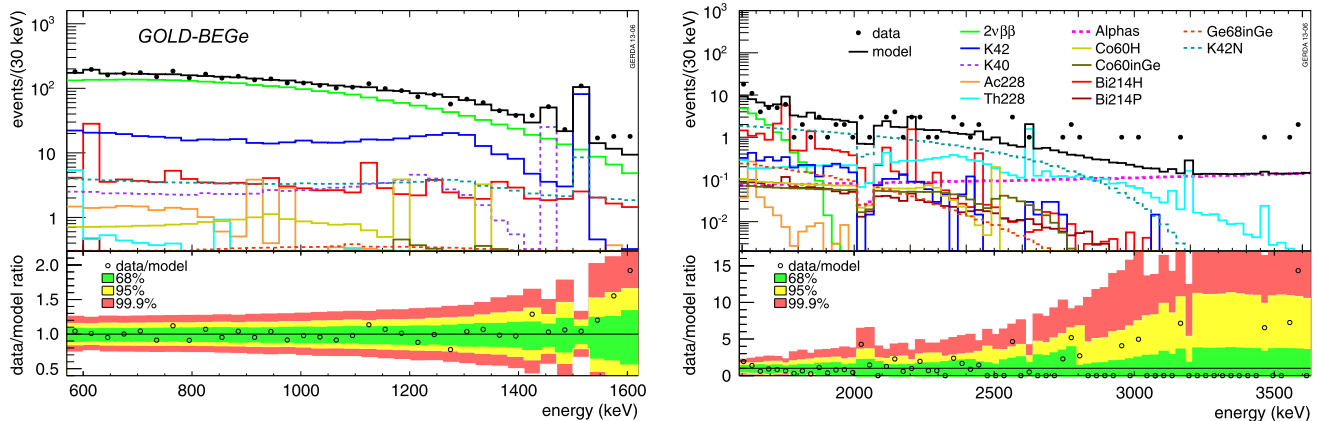 events/(30 keV)
10³
10²
10
1
GOLD-BEGe
GERDA 13-06
data/model ratio
2.0
1.5
1.0
0.5
data/model
68%
95%
99.9%
600 800 1000 1200 1400 1600
energy (keV)
events/(30 keV)
10³
10²
10
1
10⁻¹
10⁻²
data
model
2νββ
K42
K40
Ac228
Th228
Alphas
Co60H
Co60inGe
Bi214H
Bi214P
Ge68inGe
K42N
GERDA 13-06
data/model ratio
15
10
5
0
data/model
68%
95%
99.9%
2000 2500 3000 3500
energy (keV)